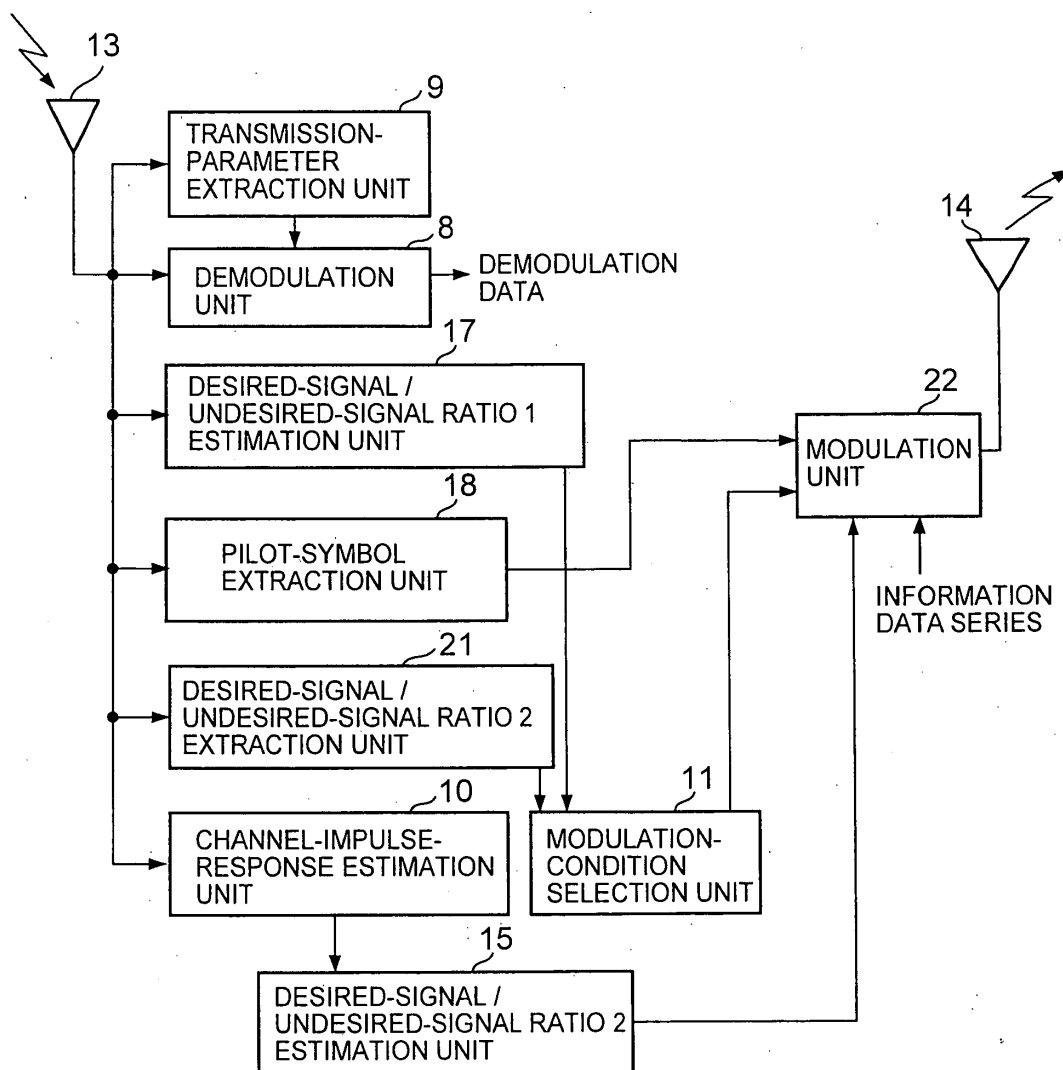 13
9
TRANSMISSION-
PARAMETER
EXTRACTION UNIT
8
DEMODULATION
UNIT
DEMODULATION
DATA
14
17
DESIRED-SIGNAL /
UNDESIRED-SIGNAL RATIO 1
ESTIMATION UNIT
22
MODULATION
UNIT
18
PILOT-SYMBOL
EXTRACTION UNIT
INFORMATION
DATA SERIES
21
DESIRED-SIGNAL /
UNDESIRED-SIGNAL RATIO 2
EXTRACTION UNIT
10
CHANNEL-IMPULSE-
RESPONSE ESTIMATION
UNIT
11
MODULATION-
CONDITION
SELECTION UNIT
15
DESIRED-SIGNAL /
UNDESIRED-SIGNAL RATIO 2
ESTIMATION UNIT